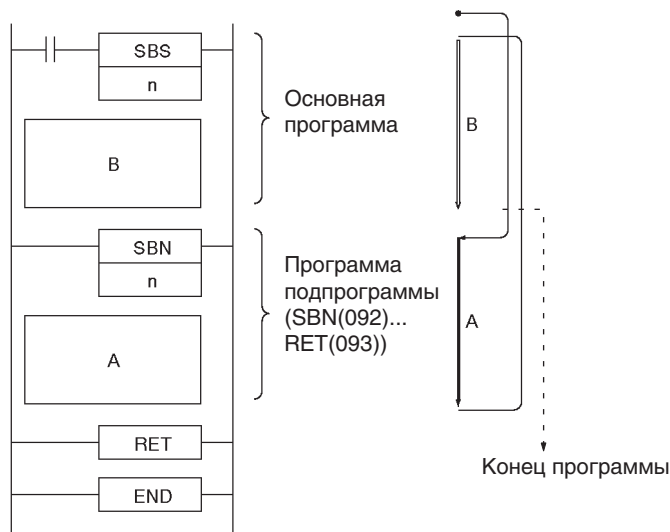 SBS
n
Основная
программа
B
B
SBN
n
Программа
подпрограммы
(SBN(092)...
RET(093))
A
A
RET
Конец программы
END